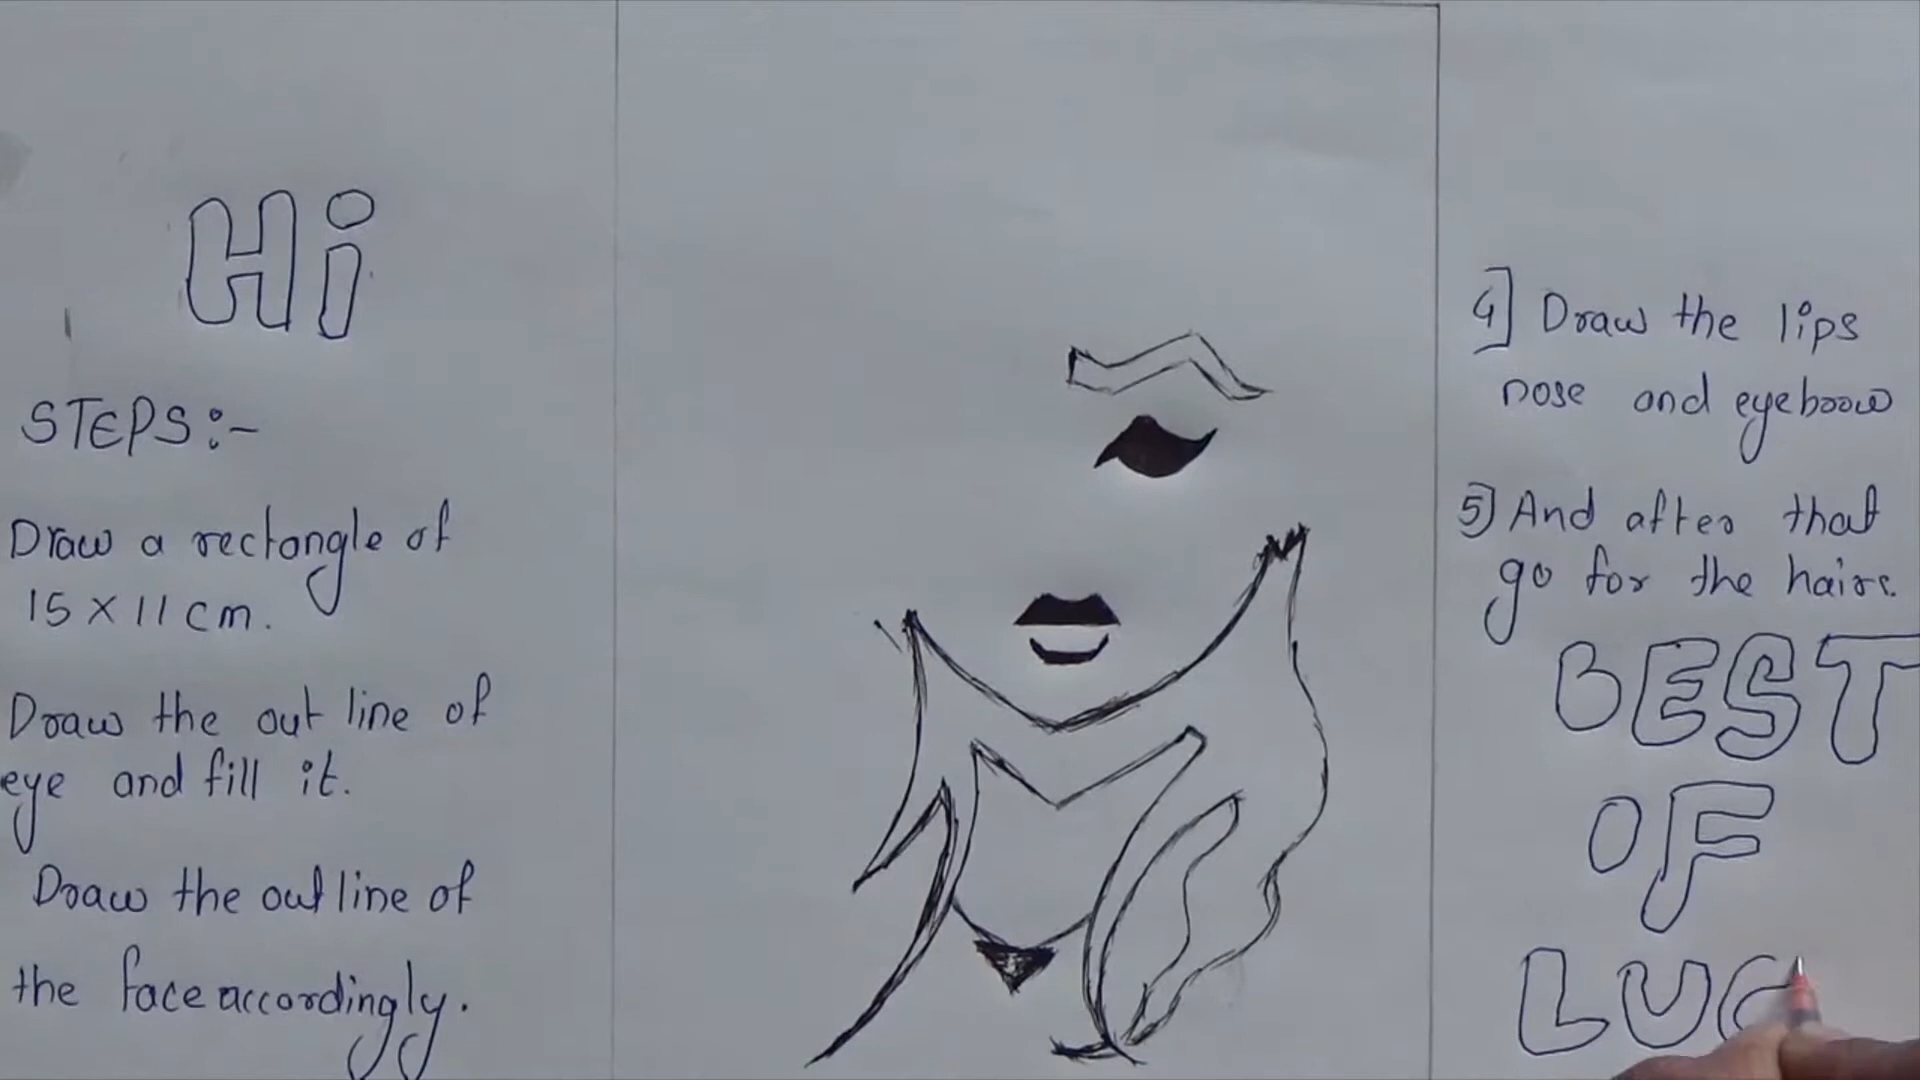 Hi
STEPS:-
Draw a rectangle of
15 X 11 cm.
Draw the out line of
eye and fill it.
Draw the out line of
the face accordingly.
4] Draw the lips
nose and eyebrow
5] And after that
go for the hairs.
BEST
OF
LUC